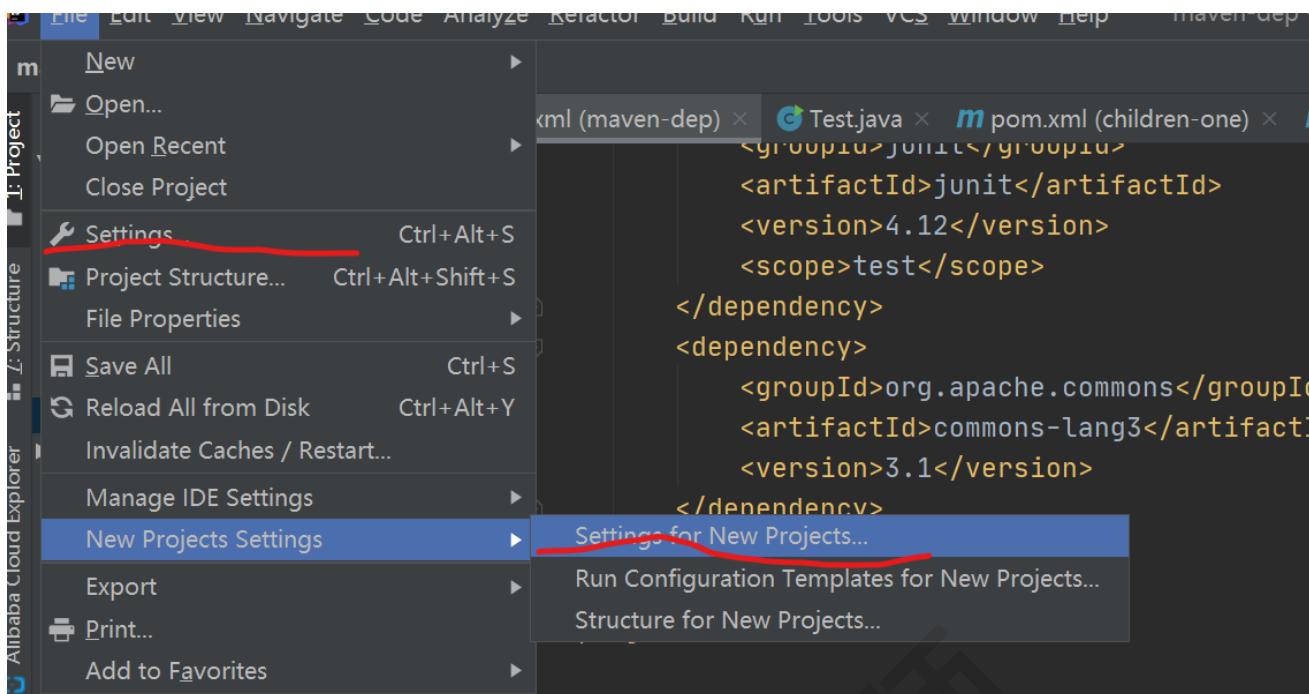 File Edit View Navigate Code Analyze Refactor Build Run Tools VCS Window Help maven-dep
New
Open...
Open Recent
Close Project
Settings... Ctrl+Alt+S
Project Structure... Ctrl+Alt+Shift+S
File Properties
Save All Ctrl+S
Reload All from Disk Ctrl+Alt+Y
Invalidate Caches / Restart...
Manage IDE Settings
New Projects Settings
Export
Print...
Add to Favorites
Settings for New Projects...
Run Configuration Templates for New Projects...
Structure for New Projects...
1: Project
7: Structure
Alibaba Cloud Explorer
xml (maven-dep) Test.java m pom.xml (children-one)
<groupId>junit</groupId>
<artifactId>junit</artifactId>
<version>4.12</version>
<scope>test</scope>
</dependency>
<dependency>
<groupId>org.apache.commons</groupId
<artifactId>commons-lang3</artifactI
<version>3.1</version>
</dependency>